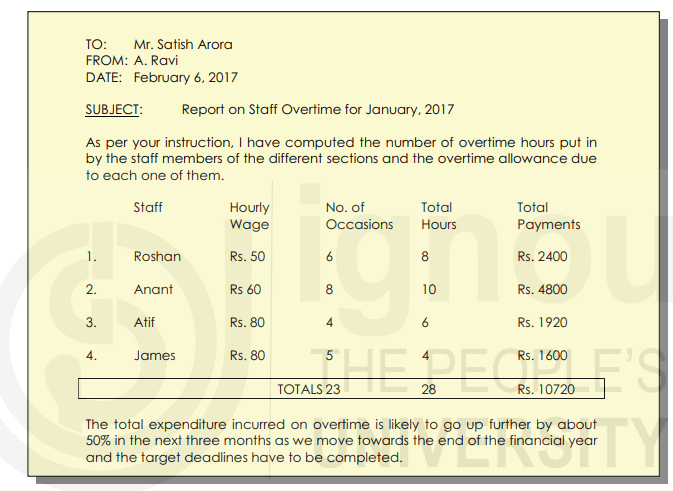 TO: Mr. Satish Arora
FROM: A. Ravi
DATE: February 6, 2017
SUBJECT: Report on Staff Overtime for January, 2017
As per your instruction, I have computed the number of overtime hours put in
by the staff members of the different sections and the overtime allowance due
to each one of them.
Staff Hourly No. of Total Total
Wage Occasions Hours Payments
1. Roshan Rs. 50 6 8 Rs. 2400
2. Anant Rs 60 8 10 Rs. 4800
3. Atif Rs. 80 4 6 Rs. 1920
4. James Rs. 80 5 4 Rs. 1600
TOTALS 23 28 Rs. 10720
The total expenditure incurred on overtime is likely to go up further by about
50% in the next three months as we move towards the end of the financial year
and the target deadlines have to be completed.
ignou
THE PEOPLE'S
UNIVERSITY